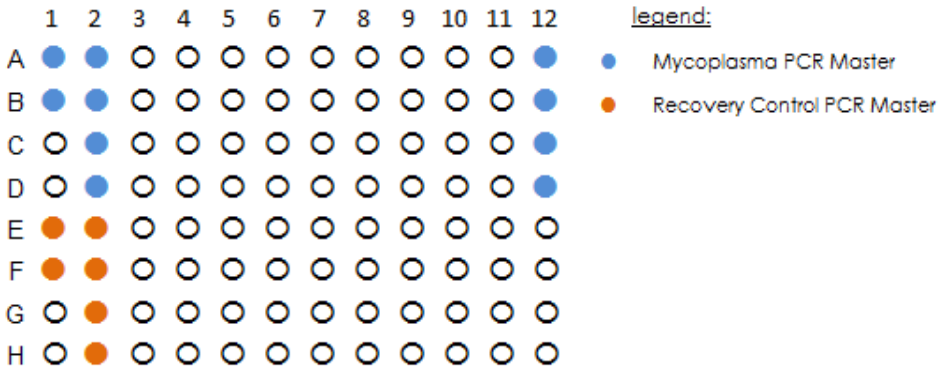 1 2 3 4 5 6 7 8 9 10 11 12
legend:
A
Mycoplasma PCR Master
B
Recovery Control PCR Master
C
D
E
F
G
H